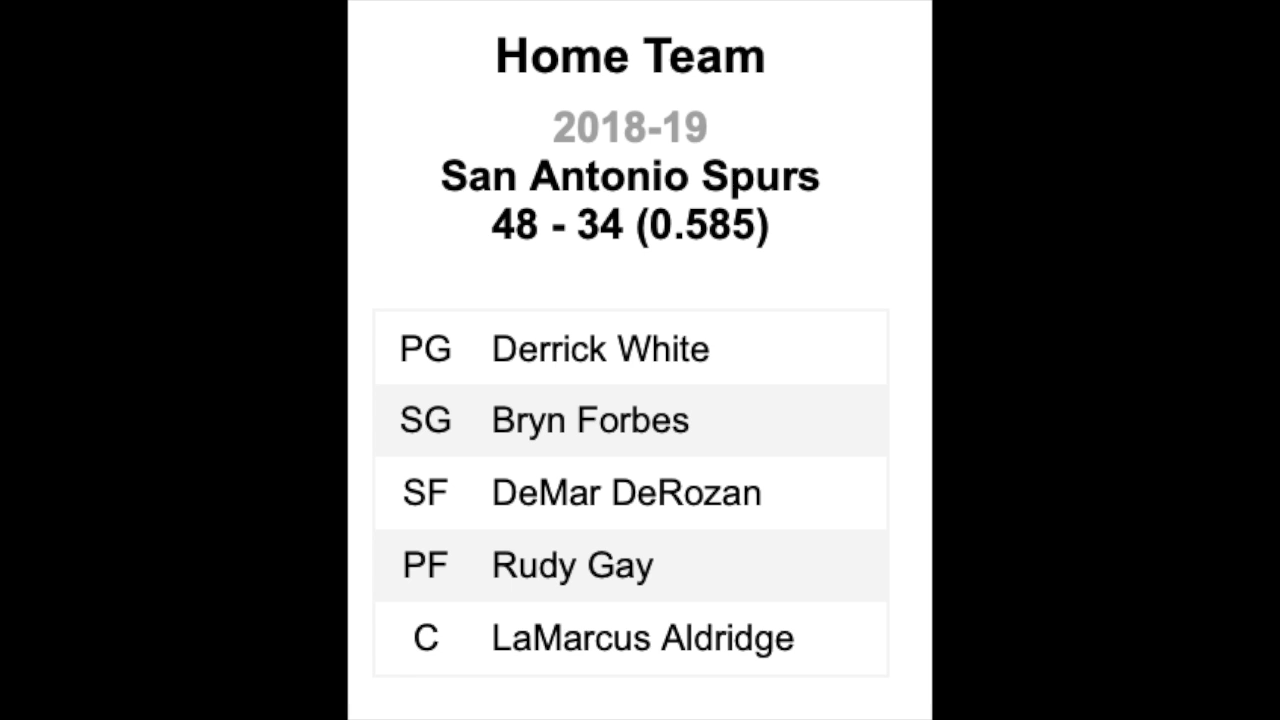 Home Team
2018-19
San Antonio Spurs
48 - 34 (0.585)
PG Derrick White
SG Bryn Forbes
SF DeMar DeRozan
PF Rudy Gay
C LaMarcus Aldridge